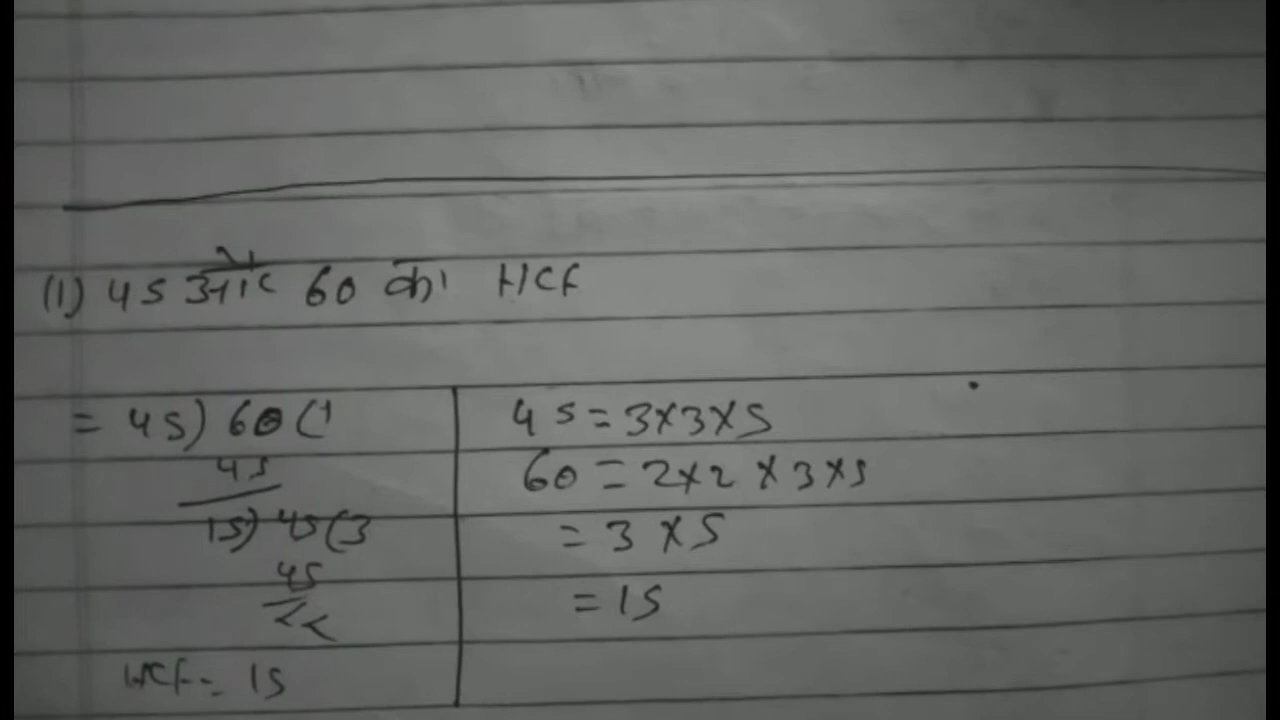 (1) 45 और 60 का HCF
= 45) 60 (1
45
15) 45 (3
45
HCF = 15
45 = 3×3×5
60 = 2×2×3×5
= 3×5
= 15